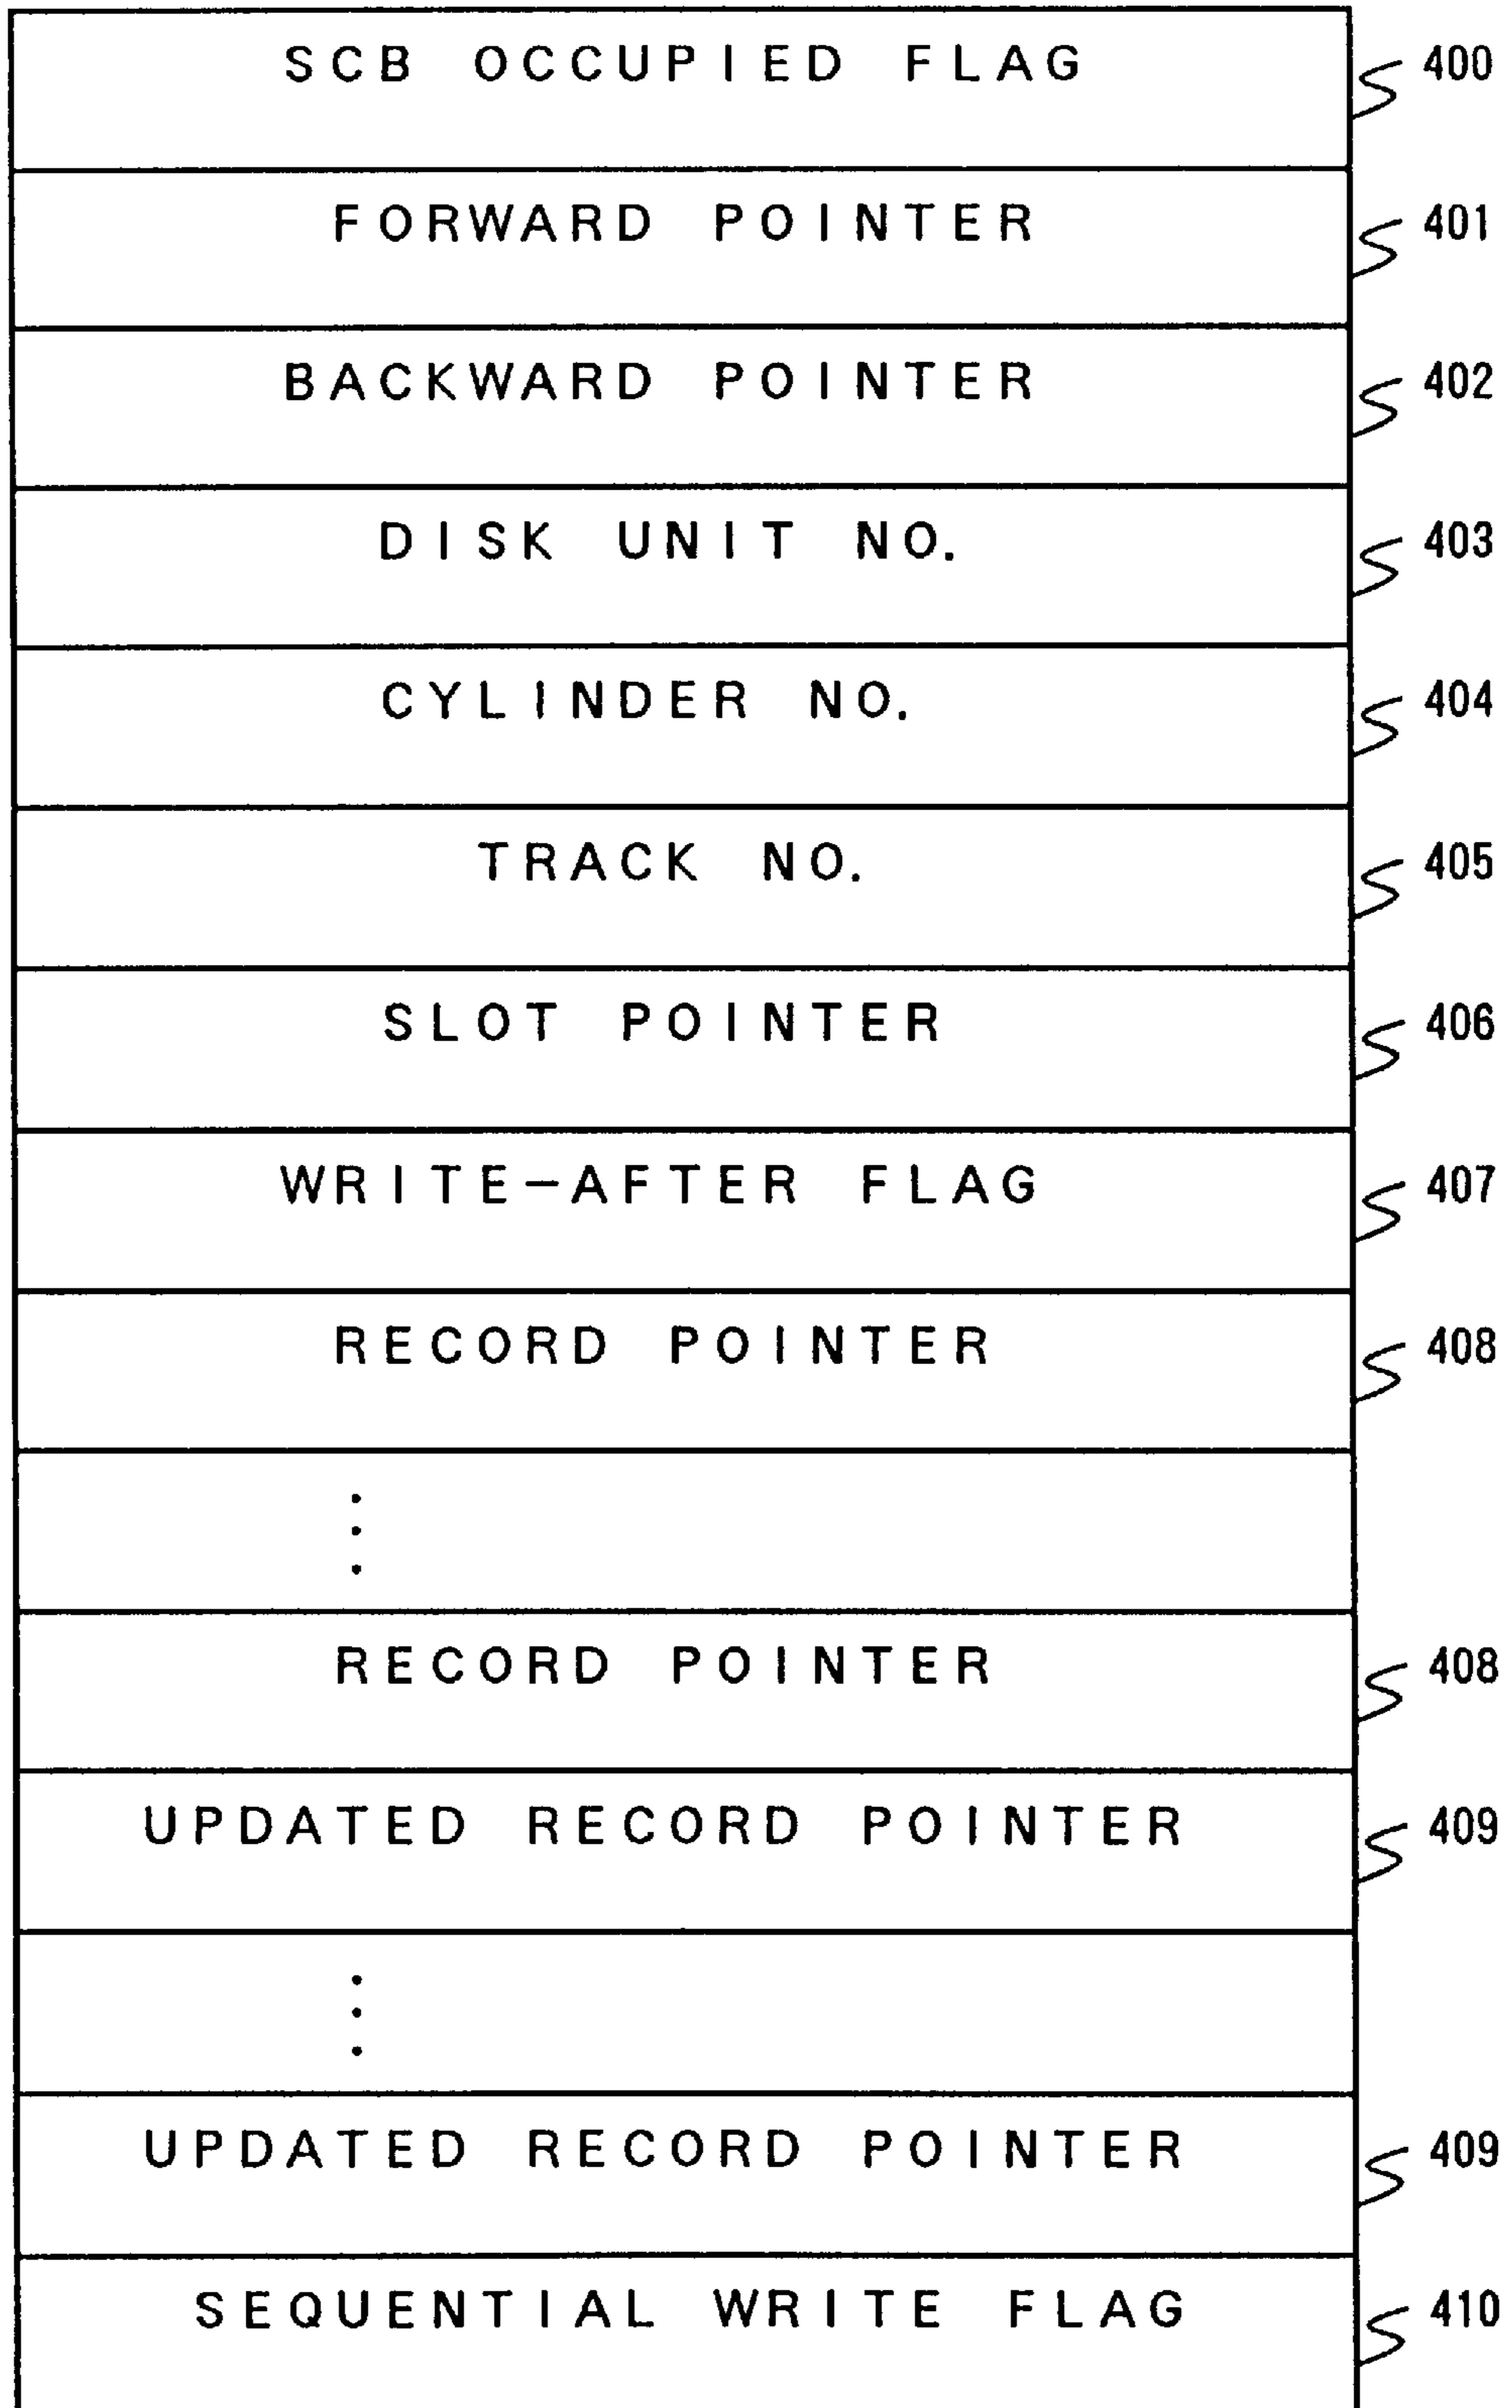 SCB OCCUPIED FLAG 400
FORWARD POINTER 401
BACKWARD POINTER 402
DISK UNIT NO. 403
CYLINDER NO. 404
TRACK NO. 405
SLOT POINTER 406
WRITE-AFTER FLAG 407
RECORD POINTER 408
RECORD POINTER 408
UPDATED RECORD POINTER 409
UPDATED RECORD POINTER 409
SEQUENTIAL WRITE FLAG 410